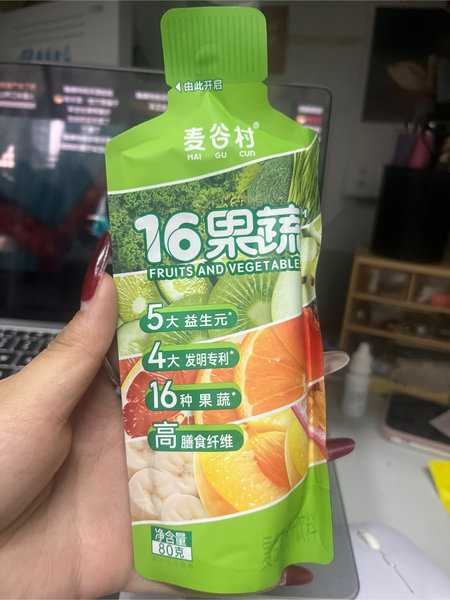 ◀由此开启
麦谷村®
MAI GU CUN
16果蔬
FRUITS AND VEGETABLE
5大 益生元*
4大 发明专利*
16种 果蔬*
高 膳食纤维
净含量
80克